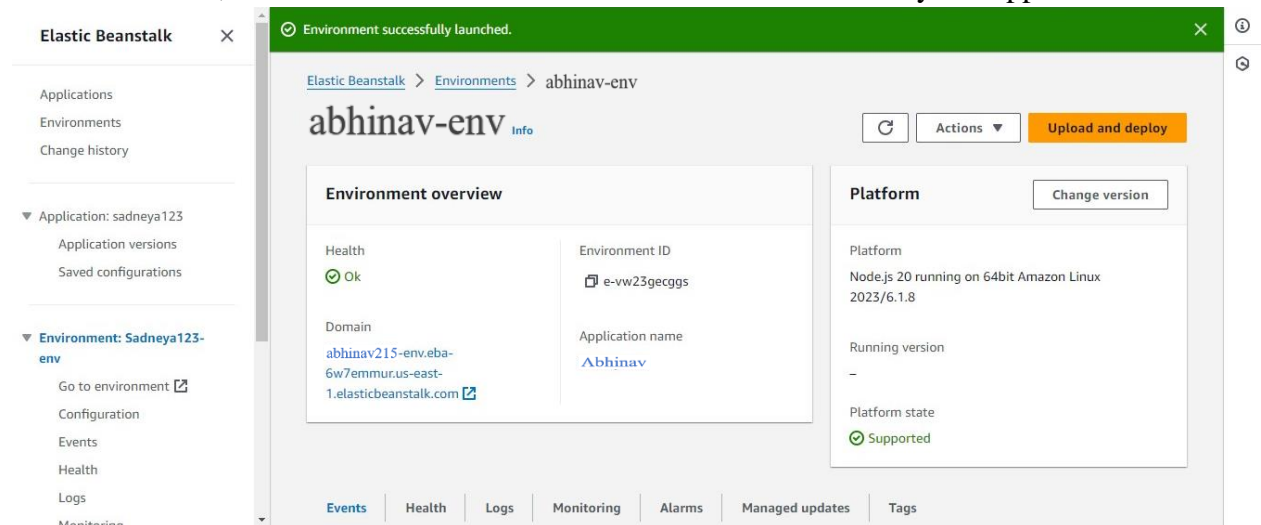 Elastic Beanstalk
Applications
Environments
Change history
Application: sadneya123
Application versions
Saved configurations
Environment: Sadneya123-
env
Go to environment
Configuration
Events
Health
Logs
Monitoring
Environment successfully launched.
Elastic Beanstalk > Environments > abhinav-env
abhinav-env Info
Actions
Upload and deploy
Environment overview
Health
Ok
Domain
abhinav215-env.eba-
6w7emmur.us-east-
1.elasticbeanstalk.com
Environment ID
e-vw23gecggs
Application name
Abhinav
Platform
Change version
Platform
Node.js 20 running on 64bit Amazon Linux
2023/6.1.8
Running version
–
Platform state
Supported
Events Health Logs Monitoring Alarms Managed updates Tags